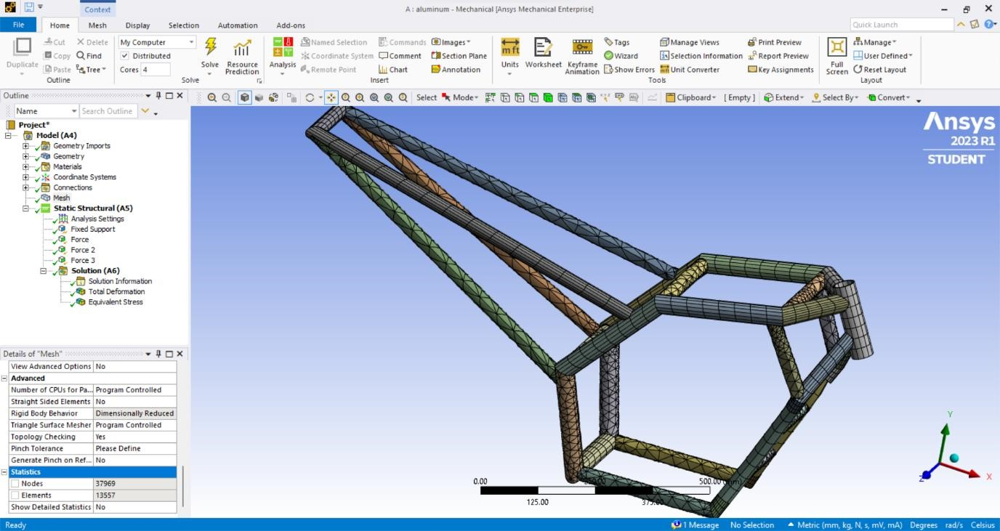 A : aluminum - Mechanical [Ansys Mechanical Enterprise]
Context
File Home Mesh Display Selection Automation Add-ons
Quick Launch
Duplicate
Cut
Copy
Paste
Delete
Find
Tree
Outline
My Computer
Distributed
Cores 4
Solve
Resource Prediction
Solve
Analysis
Named Selection
Coordinate System
Remote Point
Commands
Comment
Chart
Images
Section Plane
Annotation
Insert
Units
Worksheet
Keyframe Animation
Tags
Wizard
Show Errors
Manage Views
Selection Information
Unit Converter
Print Preview
Report Preview
Key Assignments
Tools
Full Screen
Manage
User Defined
Reset Layout
Layout
Outline
Select Mode Clipboard [ Empty ] Extend Select By Convert
Name Search Outline
Project*
Model (A4)
Geometry Imports
Geometry
Materials
Coordinate Systems
Connections
Mesh
Static Structural (A5)
Analysis Settings
Fixed Support
Force
Force 2
Force 3
Solution (A6)
Solution Information
Total Deformation
Equivalent Stress
Ansys
2023 R1
STUDENT
Details of "Mesh"
View Advanced Options No
Advanced
Number of CPUs for Pa... Program Controlled
Straight Sided Elements No
Rigid Body Behavior Dimensionally Reduced
Triangle Surface Mesher Program Controlled
Topology Checking Yes
Pinch Tolerance Please Define
Generate Pinch on Ref... No
Statistics
Nodes 37969
Elements 13557
Show Detailed Statistics No
0.00 500.00 (mm)
125.00 375.00
Y
X
Z
Ready 1 Message No Selection Metric (mm, kg, N, s, mV, mA) Degrees rad/s Celsius